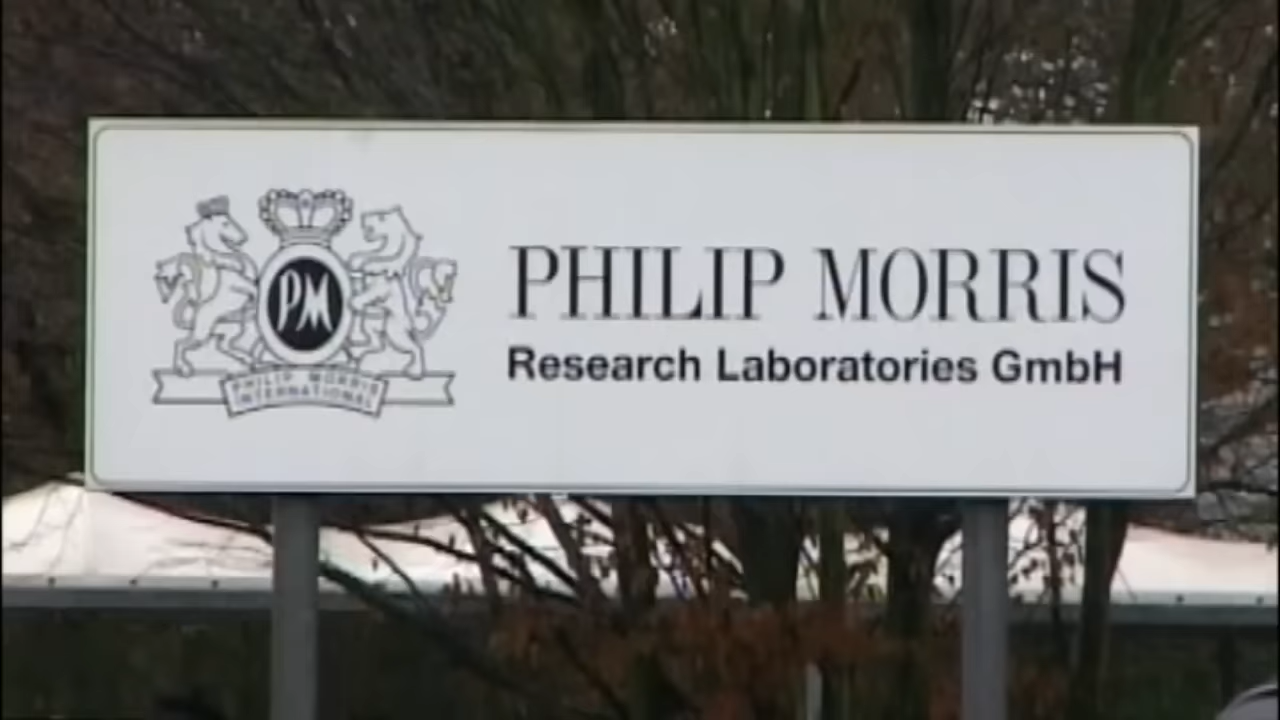 PM
PHILIP MORRIS
INTERNATIONAL
PHILIP MORRIS
Research Laboratories GmbH